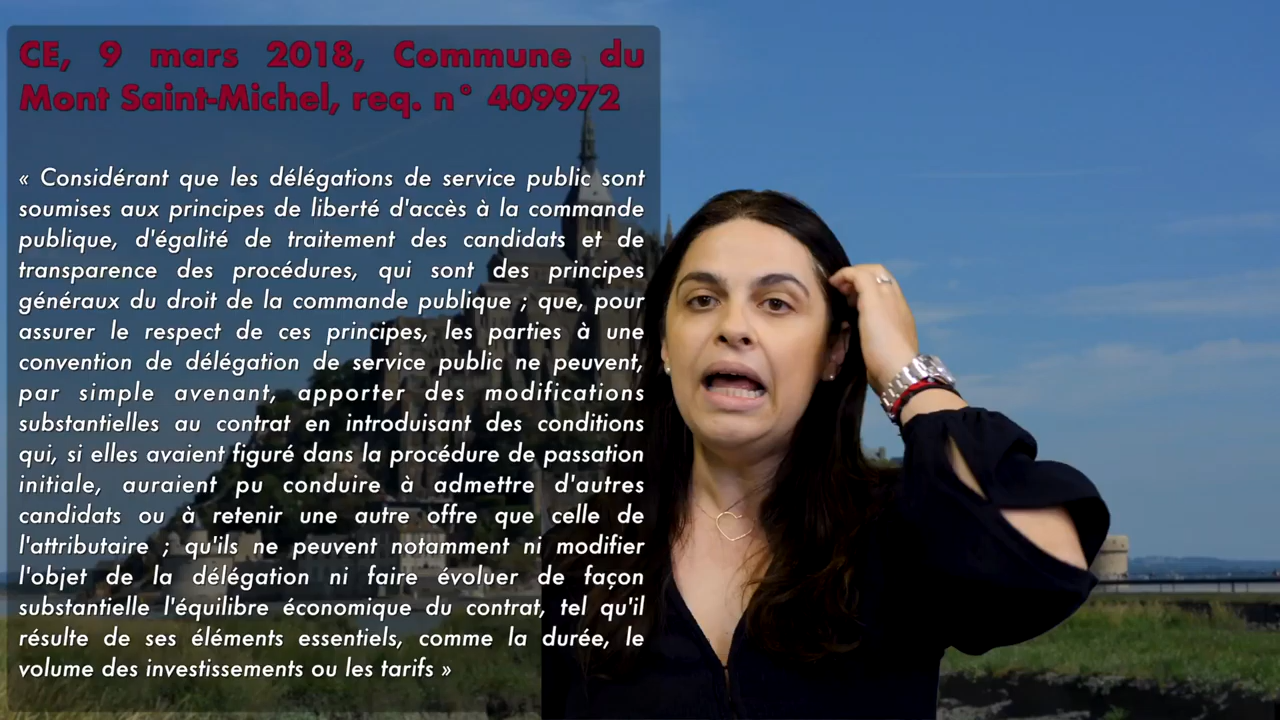 CE, 9 mars 2018, Commune du
Mont Saint-Michel, req. n° 409972
« Considérant que les délégations de service public sont
soumises aux principes de liberté d'accès à la commande
publique, d'égalité de traitement des candidats et de
transparence des procédures, qui sont des principes
généraux du droit de la commande publique ; que, pour
assurer le respect de ces principes, les parties à une
convention de délégation de service public ne peuvent,
par simple avenant, apporter des modifications
substantielles au contrat en introduisant des conditions
qui, si elles avaient figuré dans la procédure de passation
initiale, auraient pu conduire à admettre d'autres
candidats ou à retenir une autre offre que celle de
l'attributaire ; qu'ils ne peuvent notamment ni modifier
l'objet de la délégation ni faire évoluer de façon
substantielle l'équilibre économique du contrat, tel qu'il
résulte de ses éléments essentiels, comme la durée, le
volume des investissements ou les tarifs »